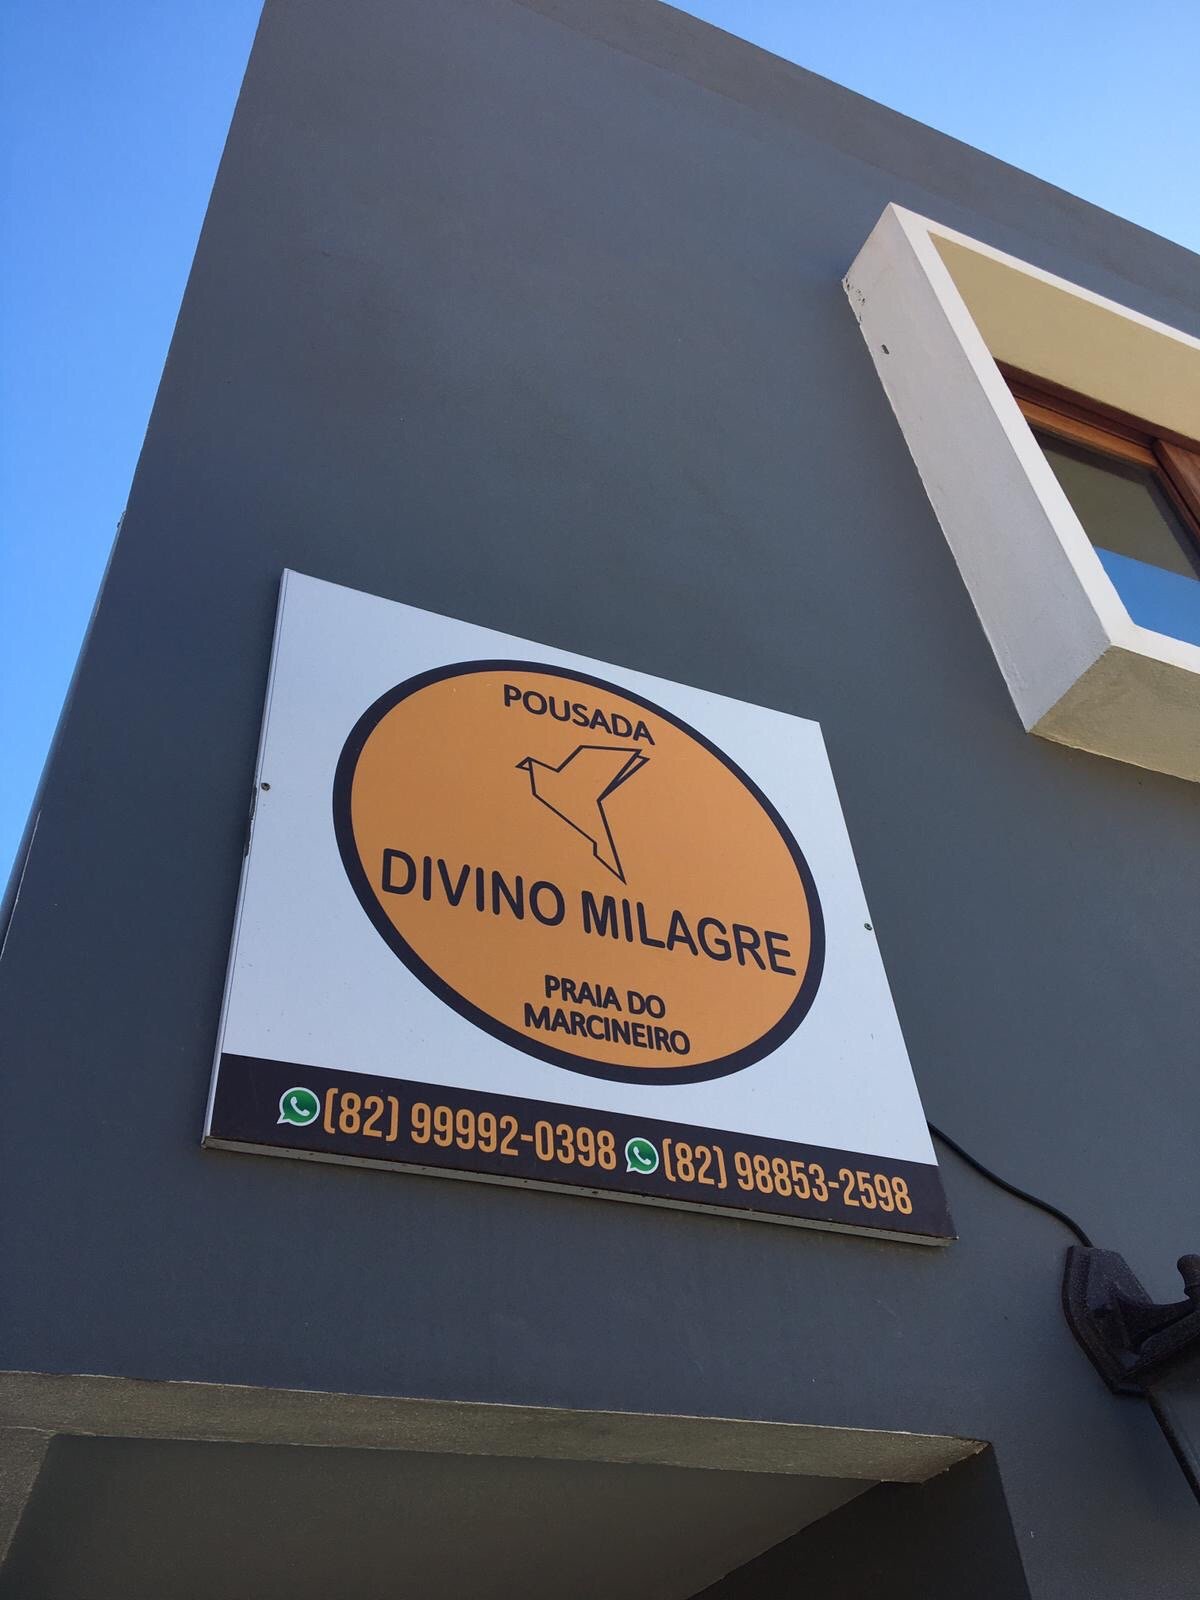 POUSADA
DIVINO MILAGRE
PRAIA DO
MARCINEIRO
(82) 99992-0398 (82) 98853-2598